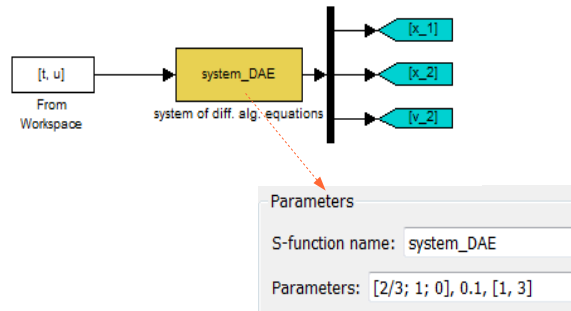 [x_1]
[t, u]
system_DAE
[x_2]
From
Workspace
system of diff. alg. equations
[v_2]
Parameters
S-function name: system_DAE
Parameters: [2/3; 1; 0], 0.1, [1, 3]